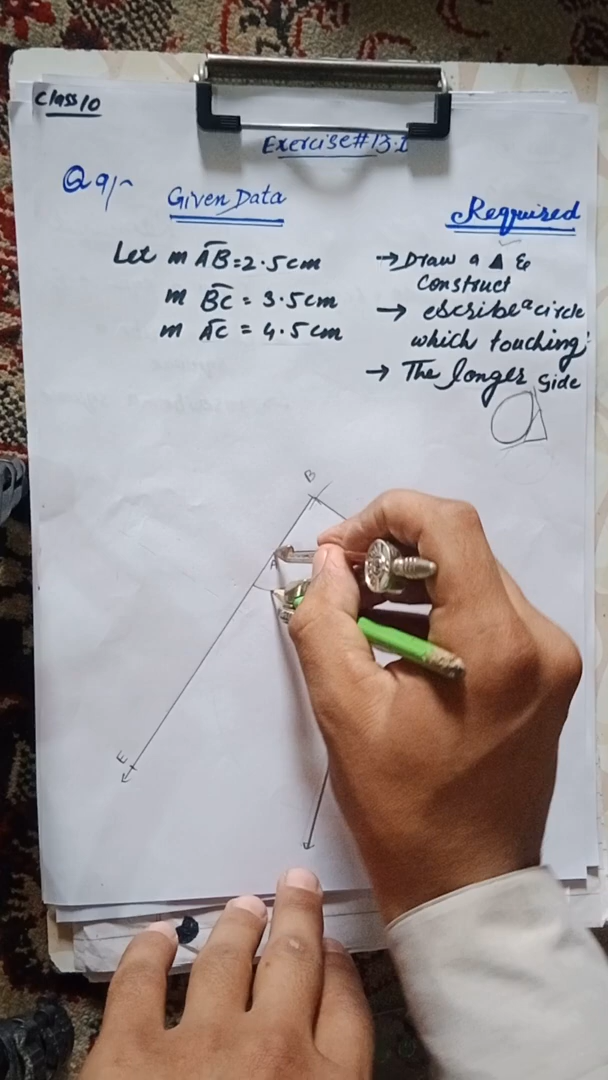 Class 10
Exercise#13.2
Q9/-
Given Data
Required
Let m AB=2.5cm
m BC = 3.5cm
m AC = 4.5cm
→ Draw a Δ &
Construct
→ escribe a circle
which touching
→ The longer side
B
A
E